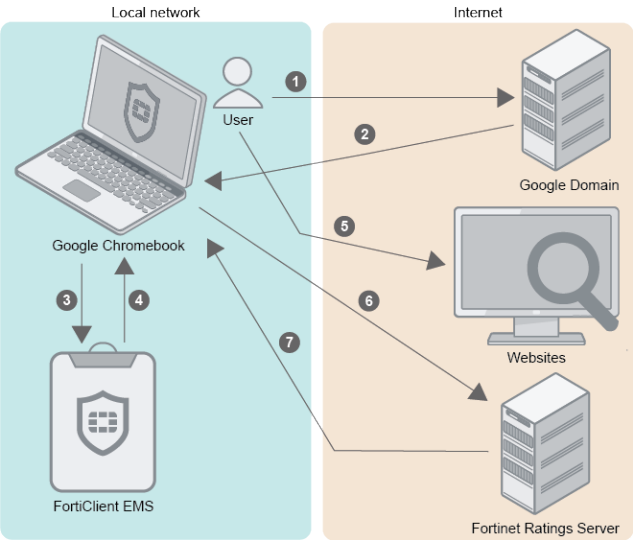 Local network
Internet
1
User
2
Google Domain
Google Chromebook
5
3
4
6
7
Websites
FortiClient EMS
Fortinet Ratings Server